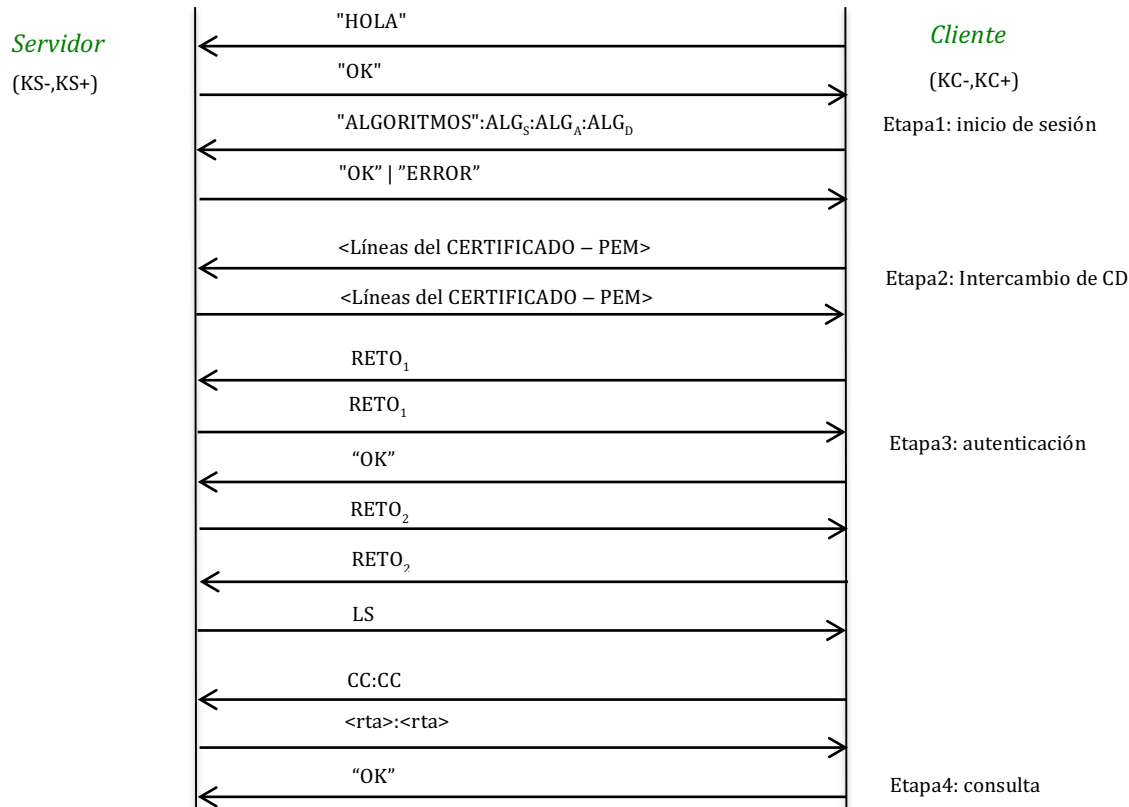 "HOLA"
Servidor
Cliente
(KS-,KS+)
"OK"
(KC-,KC+)
"ALGORITMOS":ALGS:ALGA:ALGD
Etapa1: inicio de sesión
"OK” | ”ERROR”
<Líneas del CERTIFICADO – PEM>
Etapa2: Intercambio de CD
<Líneas del CERTIFICADO – PEM>
RETO1
RETO1
Etapa3: autenticación
“OK”
RETO2
RETO2
LS
CC:CC
<rta>:<rta>
“OK”
Etapa4: consulta